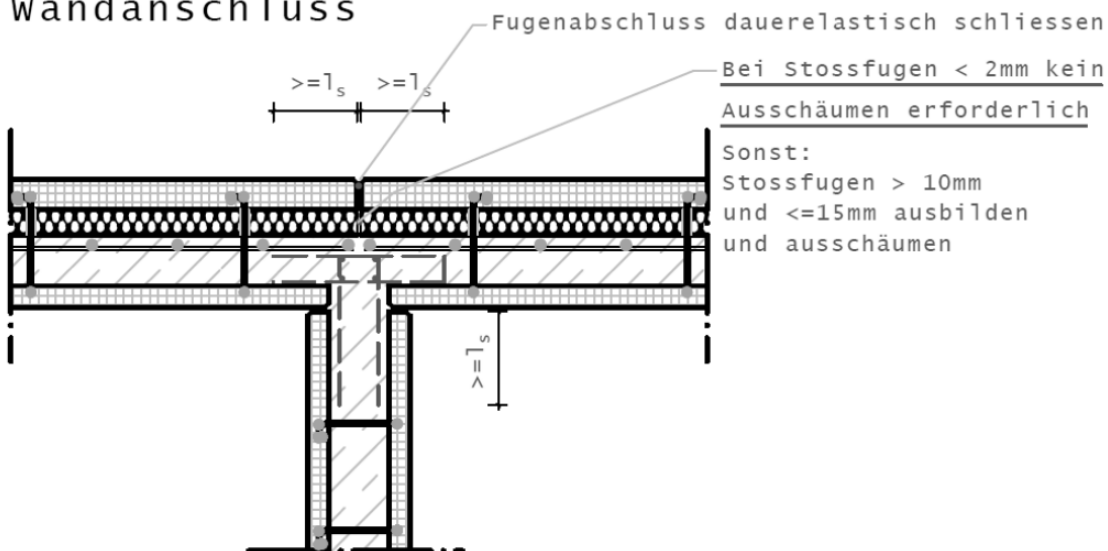 Wandanschluss
Fugenabschluss dauerelastisch schliessen
>=ls >=ls
Bei Stossfugen < 2mm kein
Ausschäumen erforderlich
Sonst:
Stossfugen > 10mm
und <=15mm ausbilden
und ausschäumen
>=ls